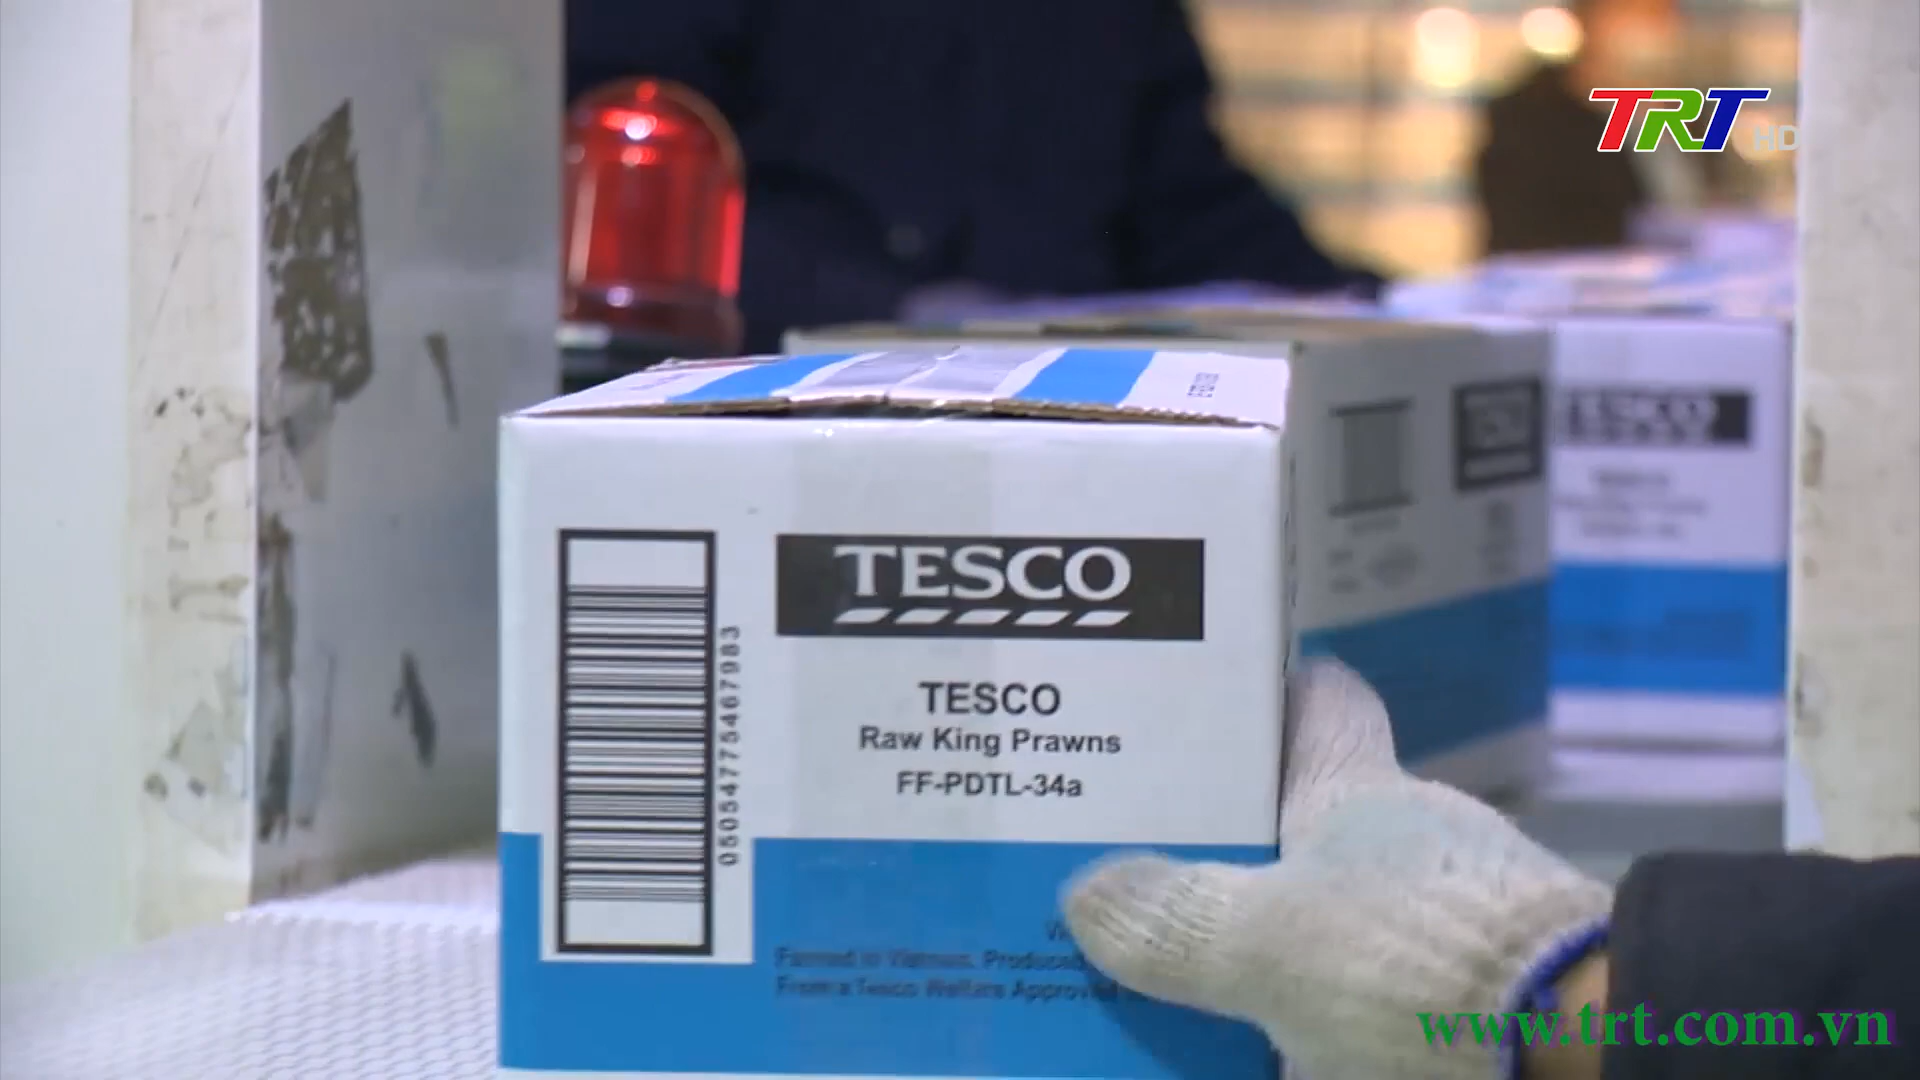 TRT HD
TESCO
TESCO
TESCO
Raw King Prawns
FF-PDTL-34a
05054775467983
Farmed in Vietnam. Produced
From a Tesco Welfare Approved
www.trt.com.vn